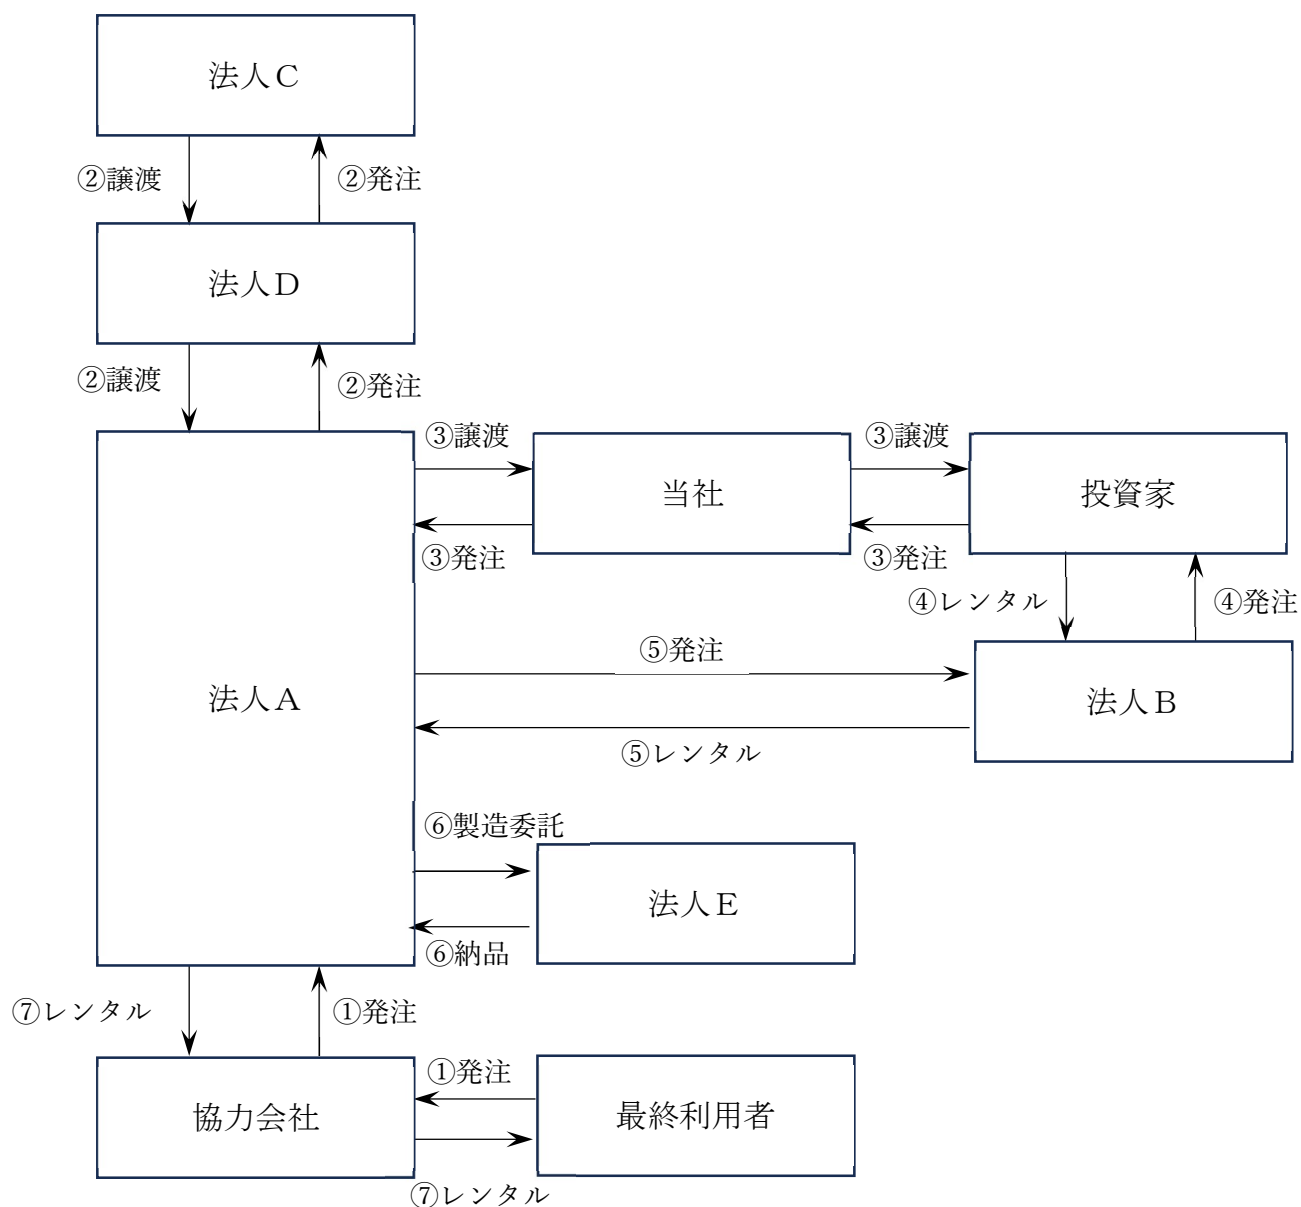 法人Ｃ
②譲渡
②発注
法人Ｄ
②譲渡
②発注
③譲渡
③譲渡
当社
投資家
③発注
③発注
④レンタル
④発注
⑤発注
法人Ａ
法人Ｂ
⑤レンタル
⑥製造委託
法人Ｅ
⑥納品
⑦レンタル
①発注
①発注
協力会社
最終利用者
⑦レンタル